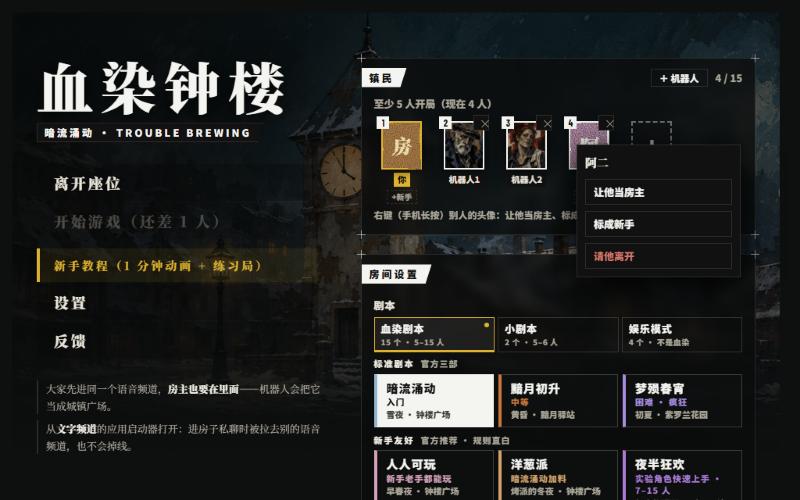 血染钟楼
暗流涌动 • TROUBLE BREWING
离开座位
开始游戏（还差 1 人）
新手教程（1 分钟动画 + 练习局）
设置
反馈
大家先进同一个语音频道，房主也要在里面——机器人会把它
当成城镇广场。
从文字频道的应用启动器打开：进房子私聊时被拉去别的语音
频道，也不会掉线。
镇民
+ 机器人 4 / 15
至少 5 人开局（现在 4 人）
1 房 2 3 4
你 机器人1 机器人2
+新手
右键（手机长按）别人的头像：让他当房主、标
阿二
让他当房主
标成新手
请他离开
房间设置
剧本
血染剧本 小剧本 娱乐模式
15 个 • 5–15 人 2 个 • 5–6 人 4 个 • 不是血染
标准剧本 官方三部
暗流涌动 黯月初升 梦殒春宵
入门 中等 困难 • 疯狂
雪夜 • 钟楼广场 黄昏 • 黯月驿站 初夏 • 紫罗兰花园
新手友好 官方推荐 • 规则直白
人人可玩 洋葱派 夜半狂欢
新手老手都能玩 暗流涌动加料 实验角色快速上手 •
早春夜 • 钟楼广场 烤派的冬夜 • 钟楼广场 7–15 人